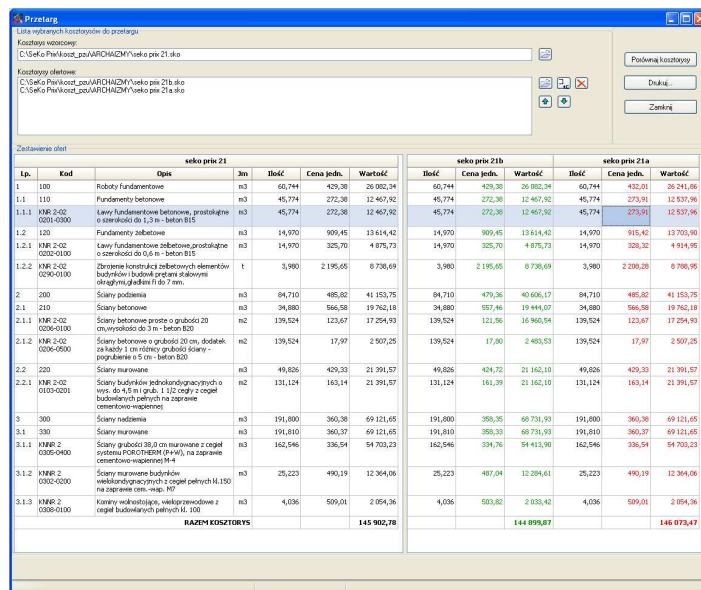 Przetarg
Lista wybranych kosztorysów do przetargu
Kosztorys wzorcowy:
C:\SeKo Prix\koszt_pzu\ARCHAIZMY\seko prix 21.sko
Porównaj kosztorysy
Kosztorysy ofertowe:
C:\SeKo Prix\koszt_pzu\ARCHAIZMY\seko prix 21b.sko
C:\SeKo Prix\koszt_pzu\ARCHAIZMY\seko prix 21a.sko
Drukuj...
Zamknij
Zestawienie ofert
seko prix 21 seko prix 21b seko prix 21a
Lp. Kod Opis Jm Ilość Cena jedn. Wartość Ilość Cena jedn. Wartość Ilość Cena jedn. Wartość
1 100 Roboty fundamentowe m3 60,744 429,38 26 082,34 60,744 429,38 26 082,34 60,744 432,01 26 241,86
1.1 110 Fundamenty betonowe m3 45,774 272,38 12 467,92 45,774 272,38 12 467,92 45,774 273,91 12 537,96
1.1.1 KNR 2-02 Ławy fundamentowe betonowe, prostokątne m3 45,774 272,38 12 467,92 45,774 272,38 12 467,92 45,774 273,91 12 537,96
0201-0300 o szerokości do 1,3 m - beton B15
1.2 120 Fundamenty żelbetowe m3 14,970 909,45 13 614,42 14,970 909,45 13 614,42 14,970 915,42 13 703,90
1.2.1 KNR 2-02 Ławy fundamentowe żelbetowe,prostokątne m3 14,970 325,70 4 875,73 14,970 325,70 4 875,73 14,970 328,32 4 914,95
0202-0100 o szerokości do 0,6 m - beton B15
1.2.2 KNR 2-02 Zbrojenie konstrukcji żelbetowych elementów t 3,980 2 195,65 8 738,69 3,980 2 195,65 8 738,69 3,980 2 208,28 8 788,95
0290-0100 budynków i budowli prętami stalowymi
okrągłymi,gładkimi fi do 7 mm.
2 200 Ściany podziemia m3 84,710 485,82 41 153,75 84,710 479,36 40 606,17 84,710 485,82 41 153,75
2.1 210 Ściany betonowe m3 34,880 566,58 19 762,18 34,880 557,46 19 444,07 34,880 566,58 19 762,18
2.1.1 KNR 2-02 Ściany betonowe proste o grubości 20 m2 139,524 123,67 17 254,93 139,524 121,56 16 960,54 139,524 123,67 17 254,93
0206-0100 cm,wysokości do 3 m - beton B20
2.1.2 KNR 2-02 Ściany betonowe o grubości 20 cm, dodatek m2 139,524 17,97 2 507,25 139,524 17,80 2 483,53 139,524 17,97 2 507,25
0206-0500 za każdy 1 cm różnicy grubości ściany -
pogrubienie o 5 cm - beton B20
2.2 220 Ściany murowane m3 49,826 429,33 21 391,57 49,826 424,72 21 162,10 49,826 429,33 21 391,57
2.2.1 KNR 2-02 Ściany budynków jednokondygnacyjnych o m2 131,124 163,14 21 391,57 131,124 161,39 21 162,10 131,124 163,14 21 391,57
0103-0201 wys. do 4,5 m i grub. 1 1/2 cegły z cegieł
budowlanych pełnych na zaprawie
cementowo-wapiennej
3 300 Ściany nadziemia m3 191,800 360,38 69 121,65 191,800 358,35 68 731,93 191,800 360,38 69 121,65
3.1 330 Ściany murowane m3 191,810 360,37 69 121,65 191,810 358,33 68 731,93 191,810 360,37 69 121,65
3.1.1 KNNR 2 Ściany grubości 38,0 cm murowane z cegieł m3 162,546 336,54 54 703,23 162,546 334,76 54 413,90 162,546 336,54 54 703,23
0305-0400 systemu POROTHERM (P+W), na zaprawie
cementowo-wapiennej M-4
3.1.2 KNNR 2 Ściany murowane budynków m3 25,223 490,19 12 364,06 25,223 487,04 12 284,61 25,223 490,19 12 364,06
0302-0200 wielokondygnacyjnych z cegieł pełnych kl.150
na zaprawie cem.-wap. M7
3.1.3 KNNR 2 Kominy wolnostojące, wieloprzewodowe z m3 4,036 509,01 2 054,36 4,036 503,82 2 033,42 4,036 509,01 2 054,36
0308-0100 cegieł budowlanych pełnych kl. 100
RAZEM KOSZTORYS 145 902,78 144 899,87 146 073,47